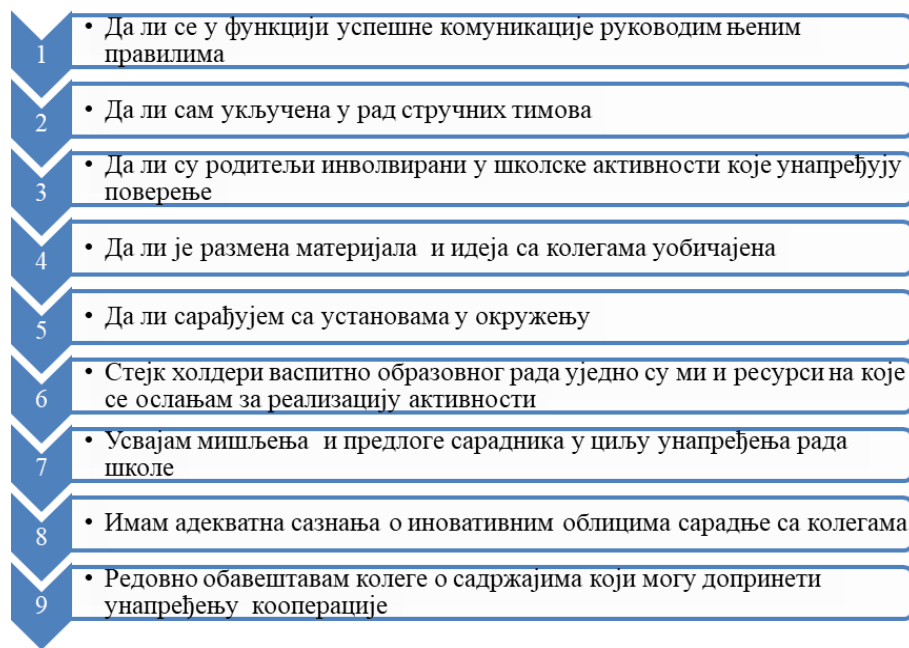 1
• Да ли се у функцији успешне комуникације руководим њеним
правилима
2
• Да ли сам укључена у рад стручних тимова
3
• Да ли су родитељи инволвирани у школске активности које унапређују
поверење
4
• Да ли је размена материјала и идеја са колегама уобичајена
5
• Да ли сарађујем са установама у окружењу
6
• Стејк холдери васпитно образовног рада уједно су ми и ресурси на које
се ослањам за реализацију активности
7
• Усвајам мишљења и предлоге сарадника у циљу унапређења рада
школе
8
• Имам адекватна сазнања о иновативним облицима сарадње са колегама
9
• Редовно обавештавам колеге о садржајима који могу допринети
унапређењу кооперације